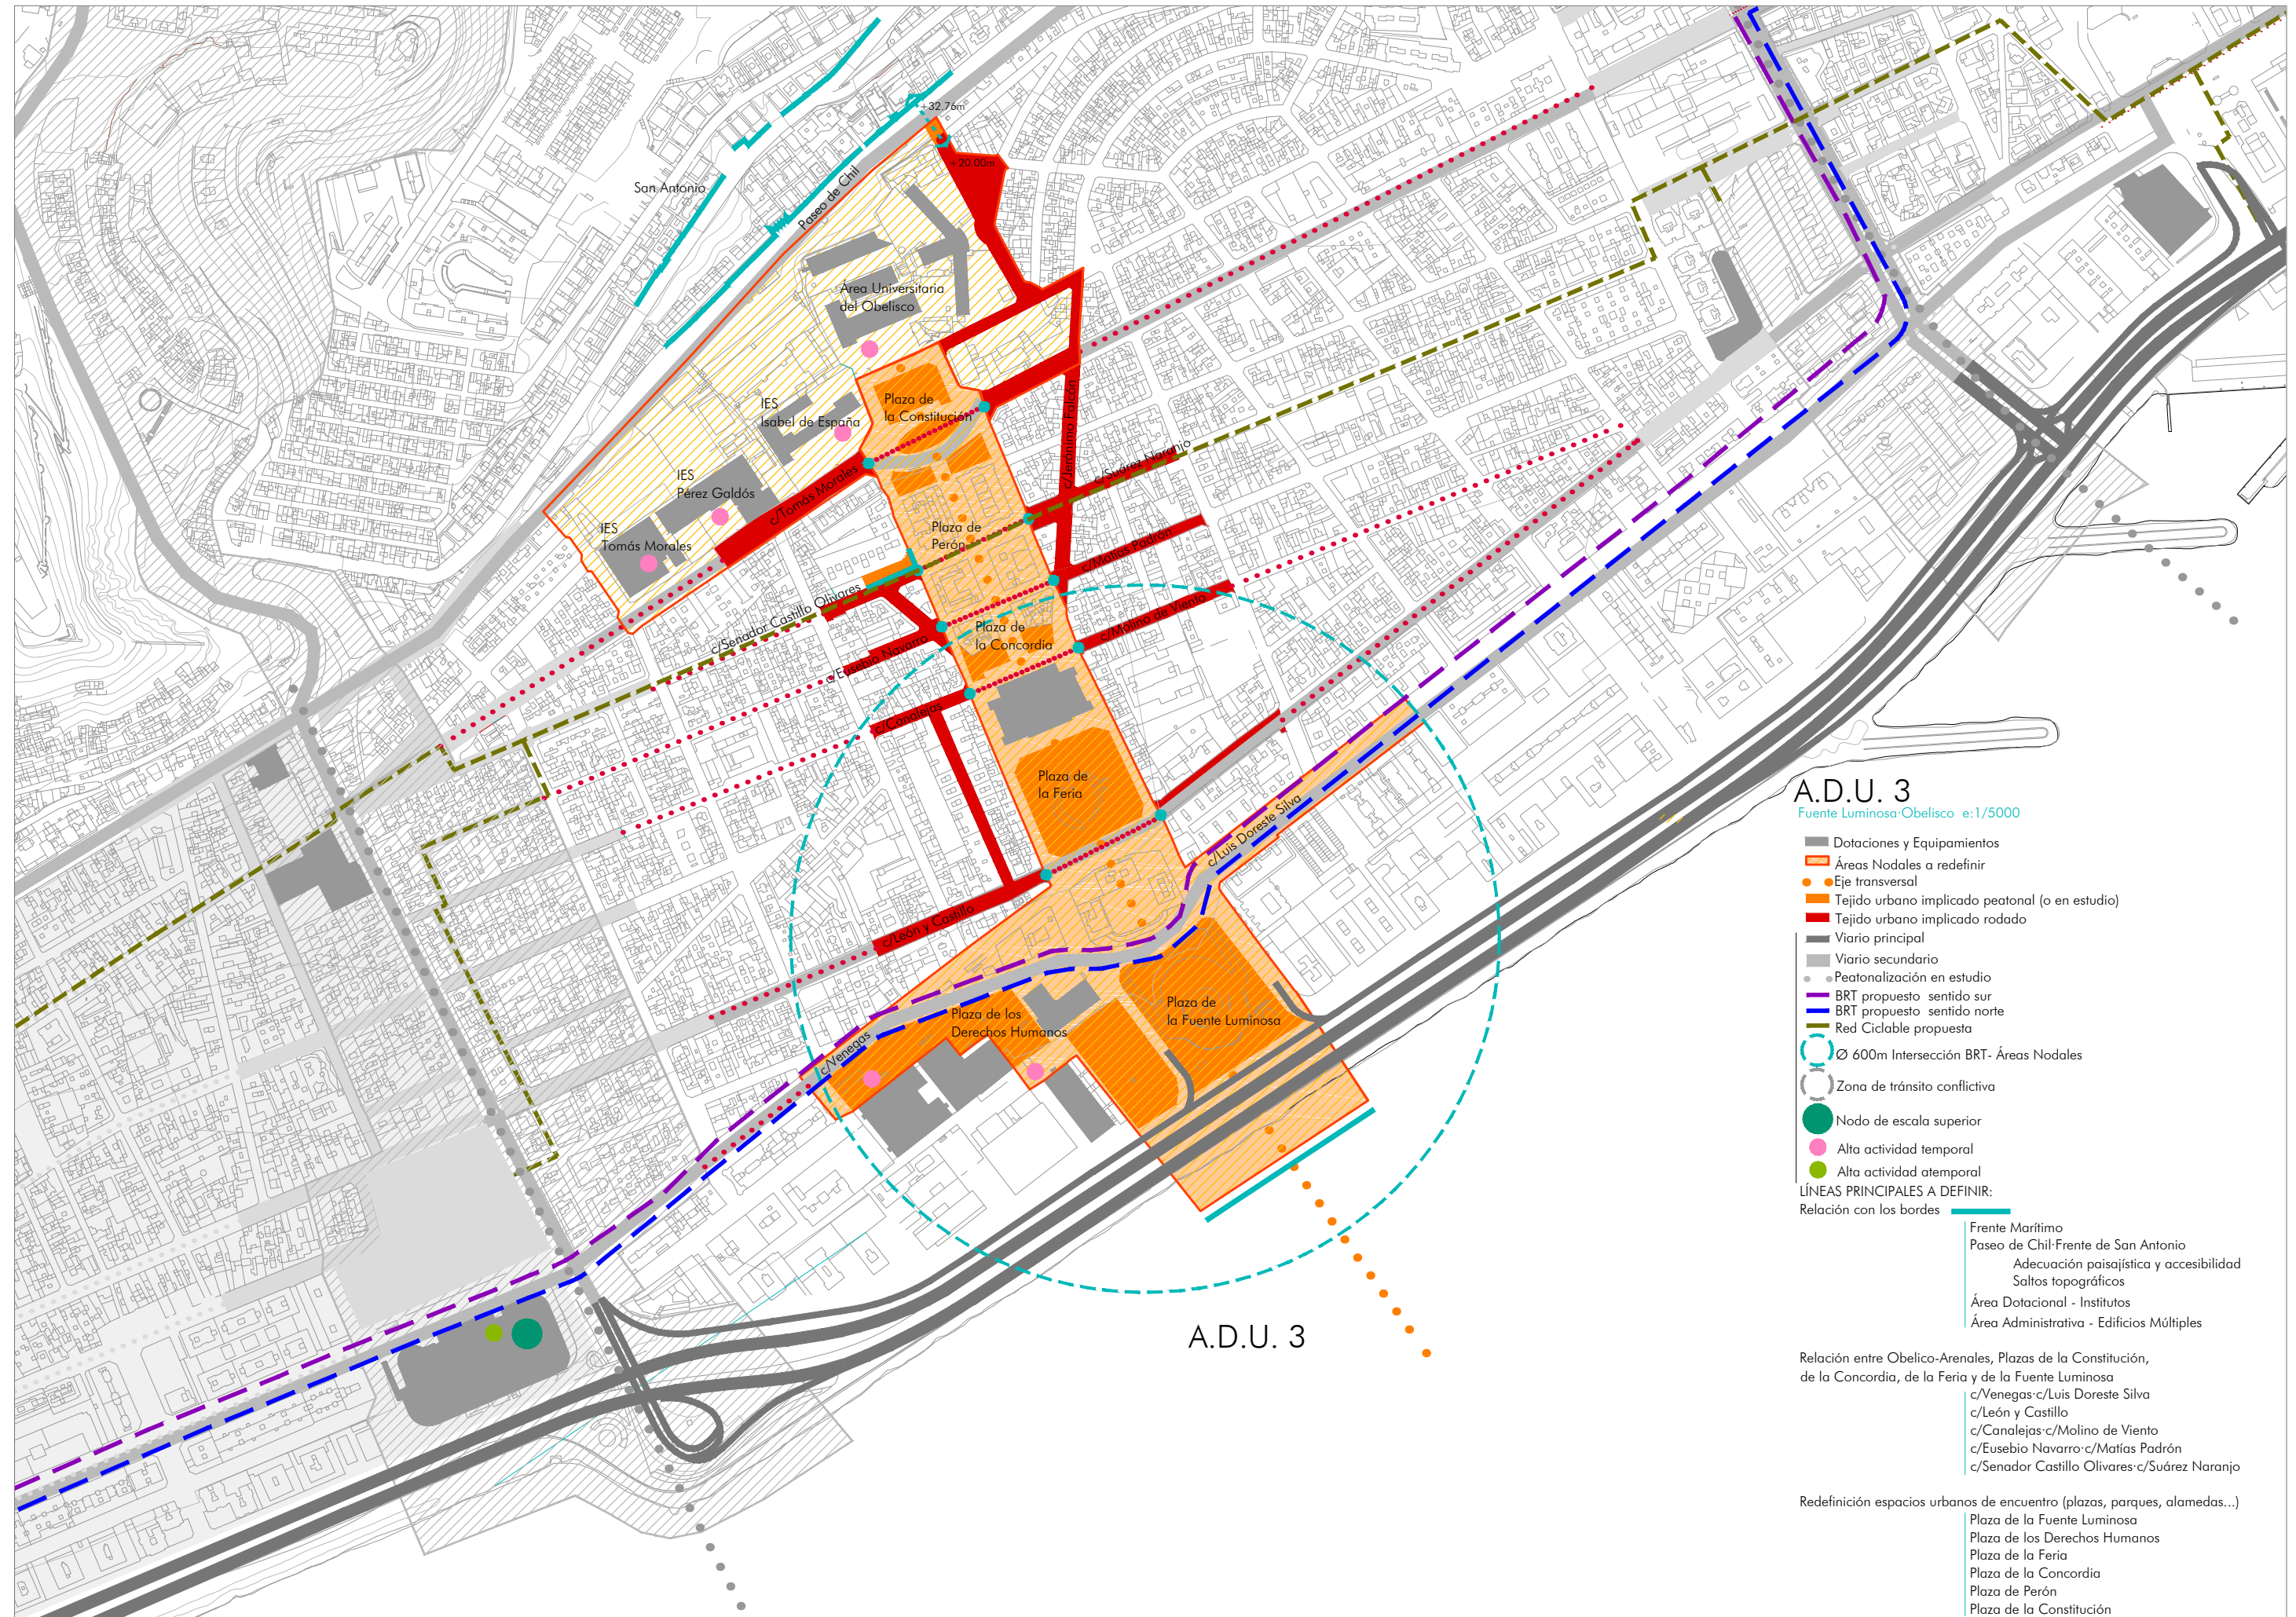 +32.76m
+20,00m
San Antonio
Paseo de Chil
Área Universitaria
del Obelisco
IES
Isabel de España
Plaza de
la Constitución
c/Jerónimo Falcón
IES
Pérez Galdós
c/Tomás Morales
c/Suárez Naranjo
IES
Tomás Morales
Plaza de
Perón
c/Matías Padrón
c/Senador Castillo Olivares
c/Molino de Viento
Plaza de
la Concordia
c/Eusebio Navarro
c/Canalejas
Plaza de
la Feria
c/Luis Doreste Silva
c/León y Castillo
Plaza de
la Fuente Luminosa
Plaza de los
Derechos Humanos
c/Venegas
A.D.U. 3
A.D.U. 3
Fuente Luminosa·Obelisco e:1/5000
Dotaciones y Equipamientos
Áreas Nodales a redefinir
Eje transversal
Tejido urbano implicado peatonal (o en estudio)
Tejido urbano implicado rodado
Viario principal
Viario secundario
Peatonalización en estudio
BRT propuesto sentido sur
BRT propuesto sentido norte
Red Ciclable propuesta
Ø 600m Intersección BRT- Áreas Nodales
Zona de tránsito conflictiva
Nodo de escala superior
Alta actividad temporal
Alta actividad atemporal
LÍNEAS PRINCIPALES A DEFINIR:
Relación con los bordes
Frente Marítimo
Paseo de Chil·Frente de San Antonio
Adecuación paisajística y accesibilidad
Saltos topográficos
Área Dotacional - Institutos
Área Administrativa - Edificios Múltiples
Relación entre Obelico-Arenales, Plazas de la Constitución,
de la Concordia, de la Feria y de la Fuente Luminosa
c/Venegas·c/Luis Doreste Silva
c/León y Castillo
c/Canalejas·c/Molino de Viento
c/Eusebio Navarro·c/Matías Padrón
c/Senador Castillo Olivares·c/Suárez Naranjo
Redefinición espacios urbanos de encuentro (plazas, parques, alamedas...)
Plaza de la Fuente Luminosa
Plaza de los Derechos Humanos
Plaza de la Feria
Plaza de la Concordia
Plaza de Perón
Plaza de la Constitución